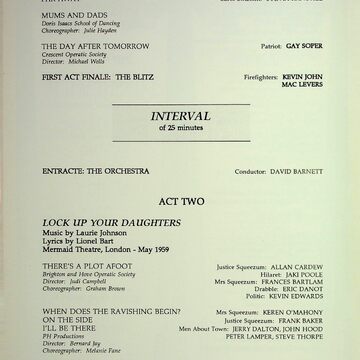 MUMS AND DADS
Doris Isaacs School of Dancing
Choreographer: Julie Hayden
THE DAY AFTER TOMORROW Patriot: GAY SOPER
Crescent Operatic Society
Director: Michael Wells
FIRST ACT FINALE: THE BLITZ Firefighters: KEVIN JOHN
MAC LEVERS
INTERVAL
of 25 minutes
ENTRACTE: THE ORCHESTRA Conductor: DAVID BARNETT
ACT TWO
LOCK UP YOUR DAUGHTERS
Music by Laurie Johnson
Lyrics by Lionel Bart
Mermaid Theatre, London - May 1959
THERE'S A PLOT AFOOT Justice Squeezum: ALLAN CARDEW
Brighton and Hove Operatic Society Hilaret: JAKI POOLE
Director: Judi Campbell Mrs Squeezum: FRANCES BARTLAM
Choreographer: Graham Brown Drabble: ERIC DANOT
Politic: KEVIN EDWARDS
WHEN DOES THE RAVISHING BEGIN? Mrs Squeezum: KEREN O'MAHONY
ON THE SIDE Justice Squeezum: FRANK BAKER
I'LL BE THERE Men About Town: JERRY DALTON, JOHN HOOD
PH Productions PETER LAMPER, STEVE THORPE
Director: Bernard Jay
Choreographer: Melanie Fane